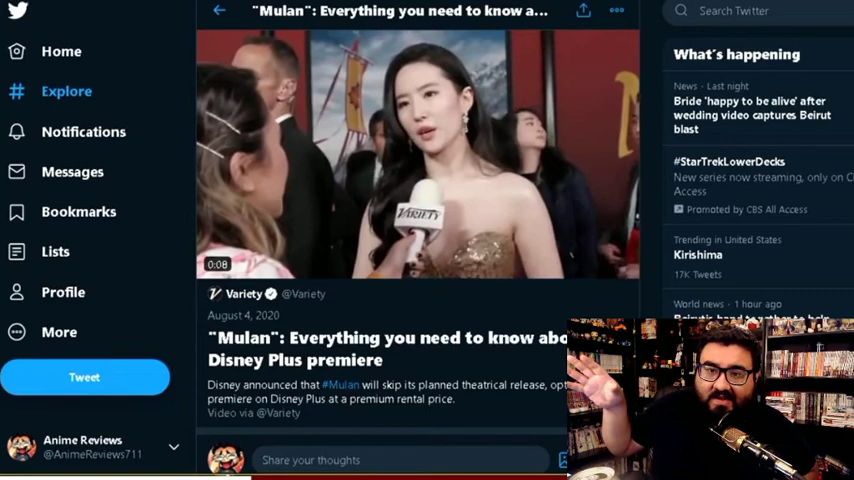 "Mulan": Everything you need to know a...
Search Twitter
Home
Explore
Notifications
Messages
Bookmarks
Lists
Profile
More
Tweet
Anime Reviews
@AnimeReviews711
VARIETY
0:08
Variety @Variety
August 4, 2020
"Mulan": Everything you need to know abo
Disney Plus premiere
Disney announced that #Mulan will skip its planned theatrical release, opt
premiere on Disney Plus at a premium rental price.
Video via @Variety
Share your thoughts
What's happening
News · Last night
Bride 'happy to be alive' after
wedding video captures Beirut
blast
#StarTrekLowerDecks
New series now streaming, only on C
Access
Promoted by CBS All Access
Trending in United States
Kirishima
17K Tweets
World news · 1 hour ago